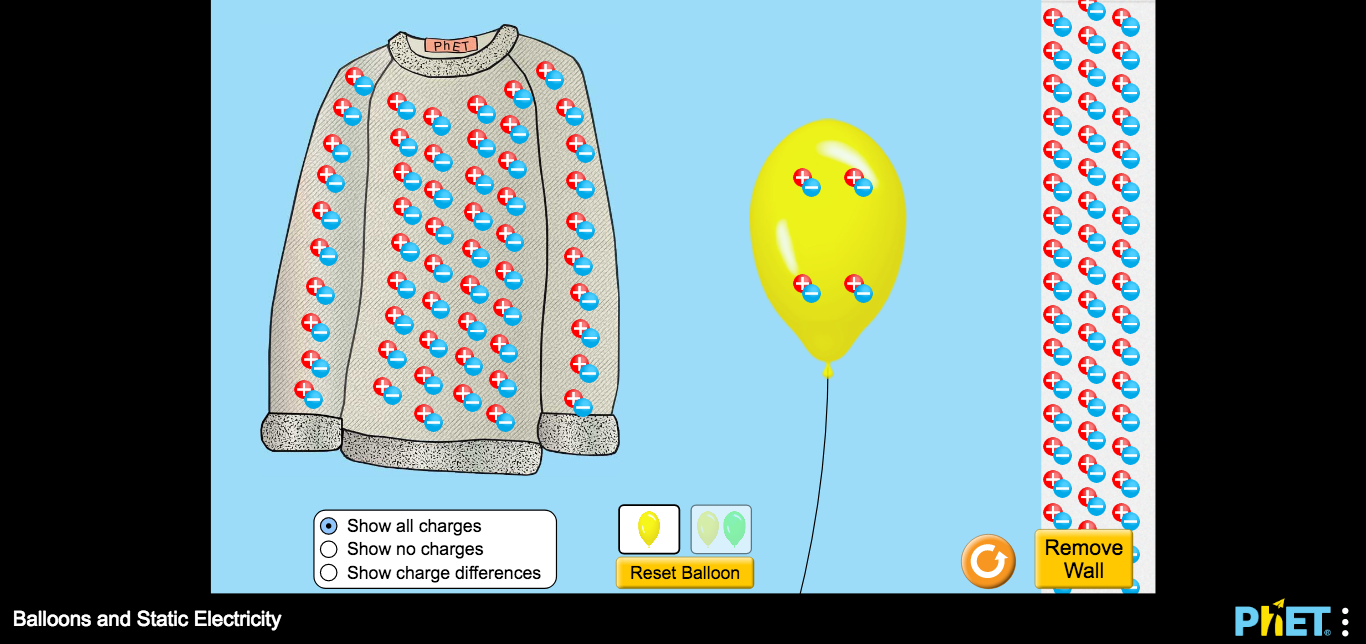 PhET
Show all charges
Show no charges
Show charge differences
Reset Balloon
Remove
Wall
Balloons and Static Electricity
PhET